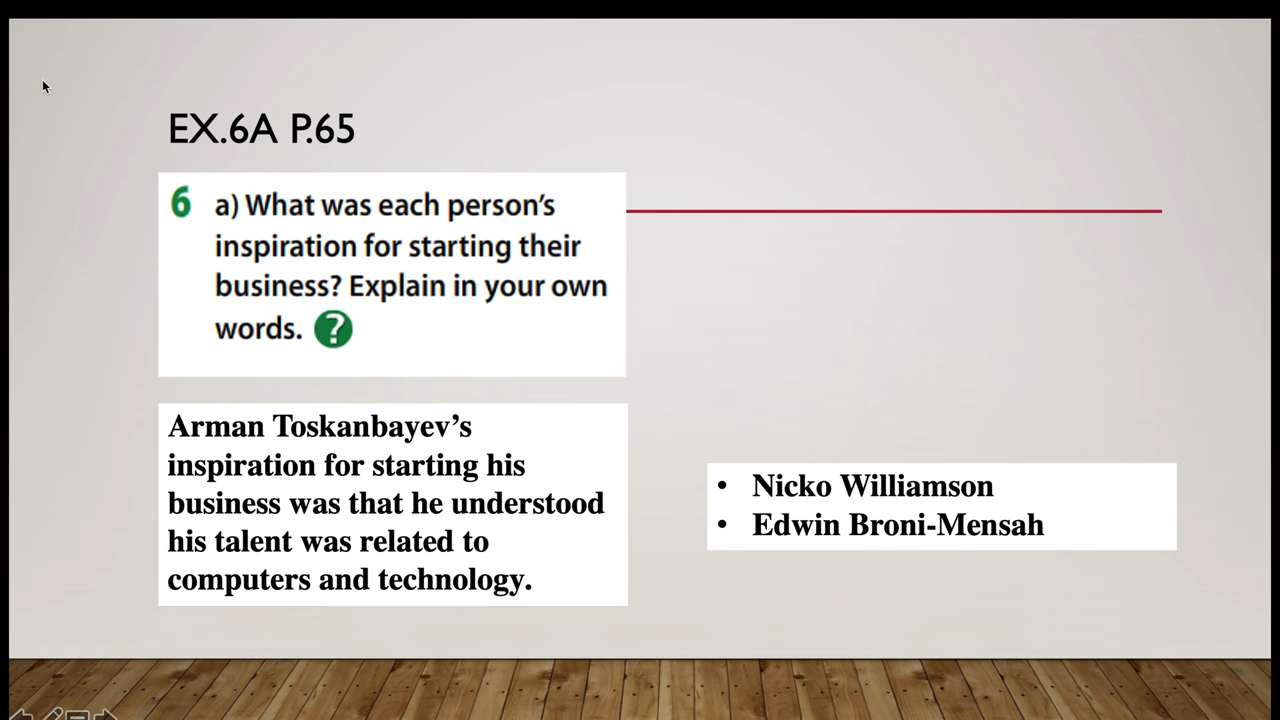 EX.6A P.65
6 a) What was each person's
inspiration for starting their
business? Explain in your own
words. ?
Arman Toskanbayev’s
inspiration for starting his
business was that he understood
his talent was related to
computers and technology.
• Nicko Williamson
• Edwin Broni-Mensah